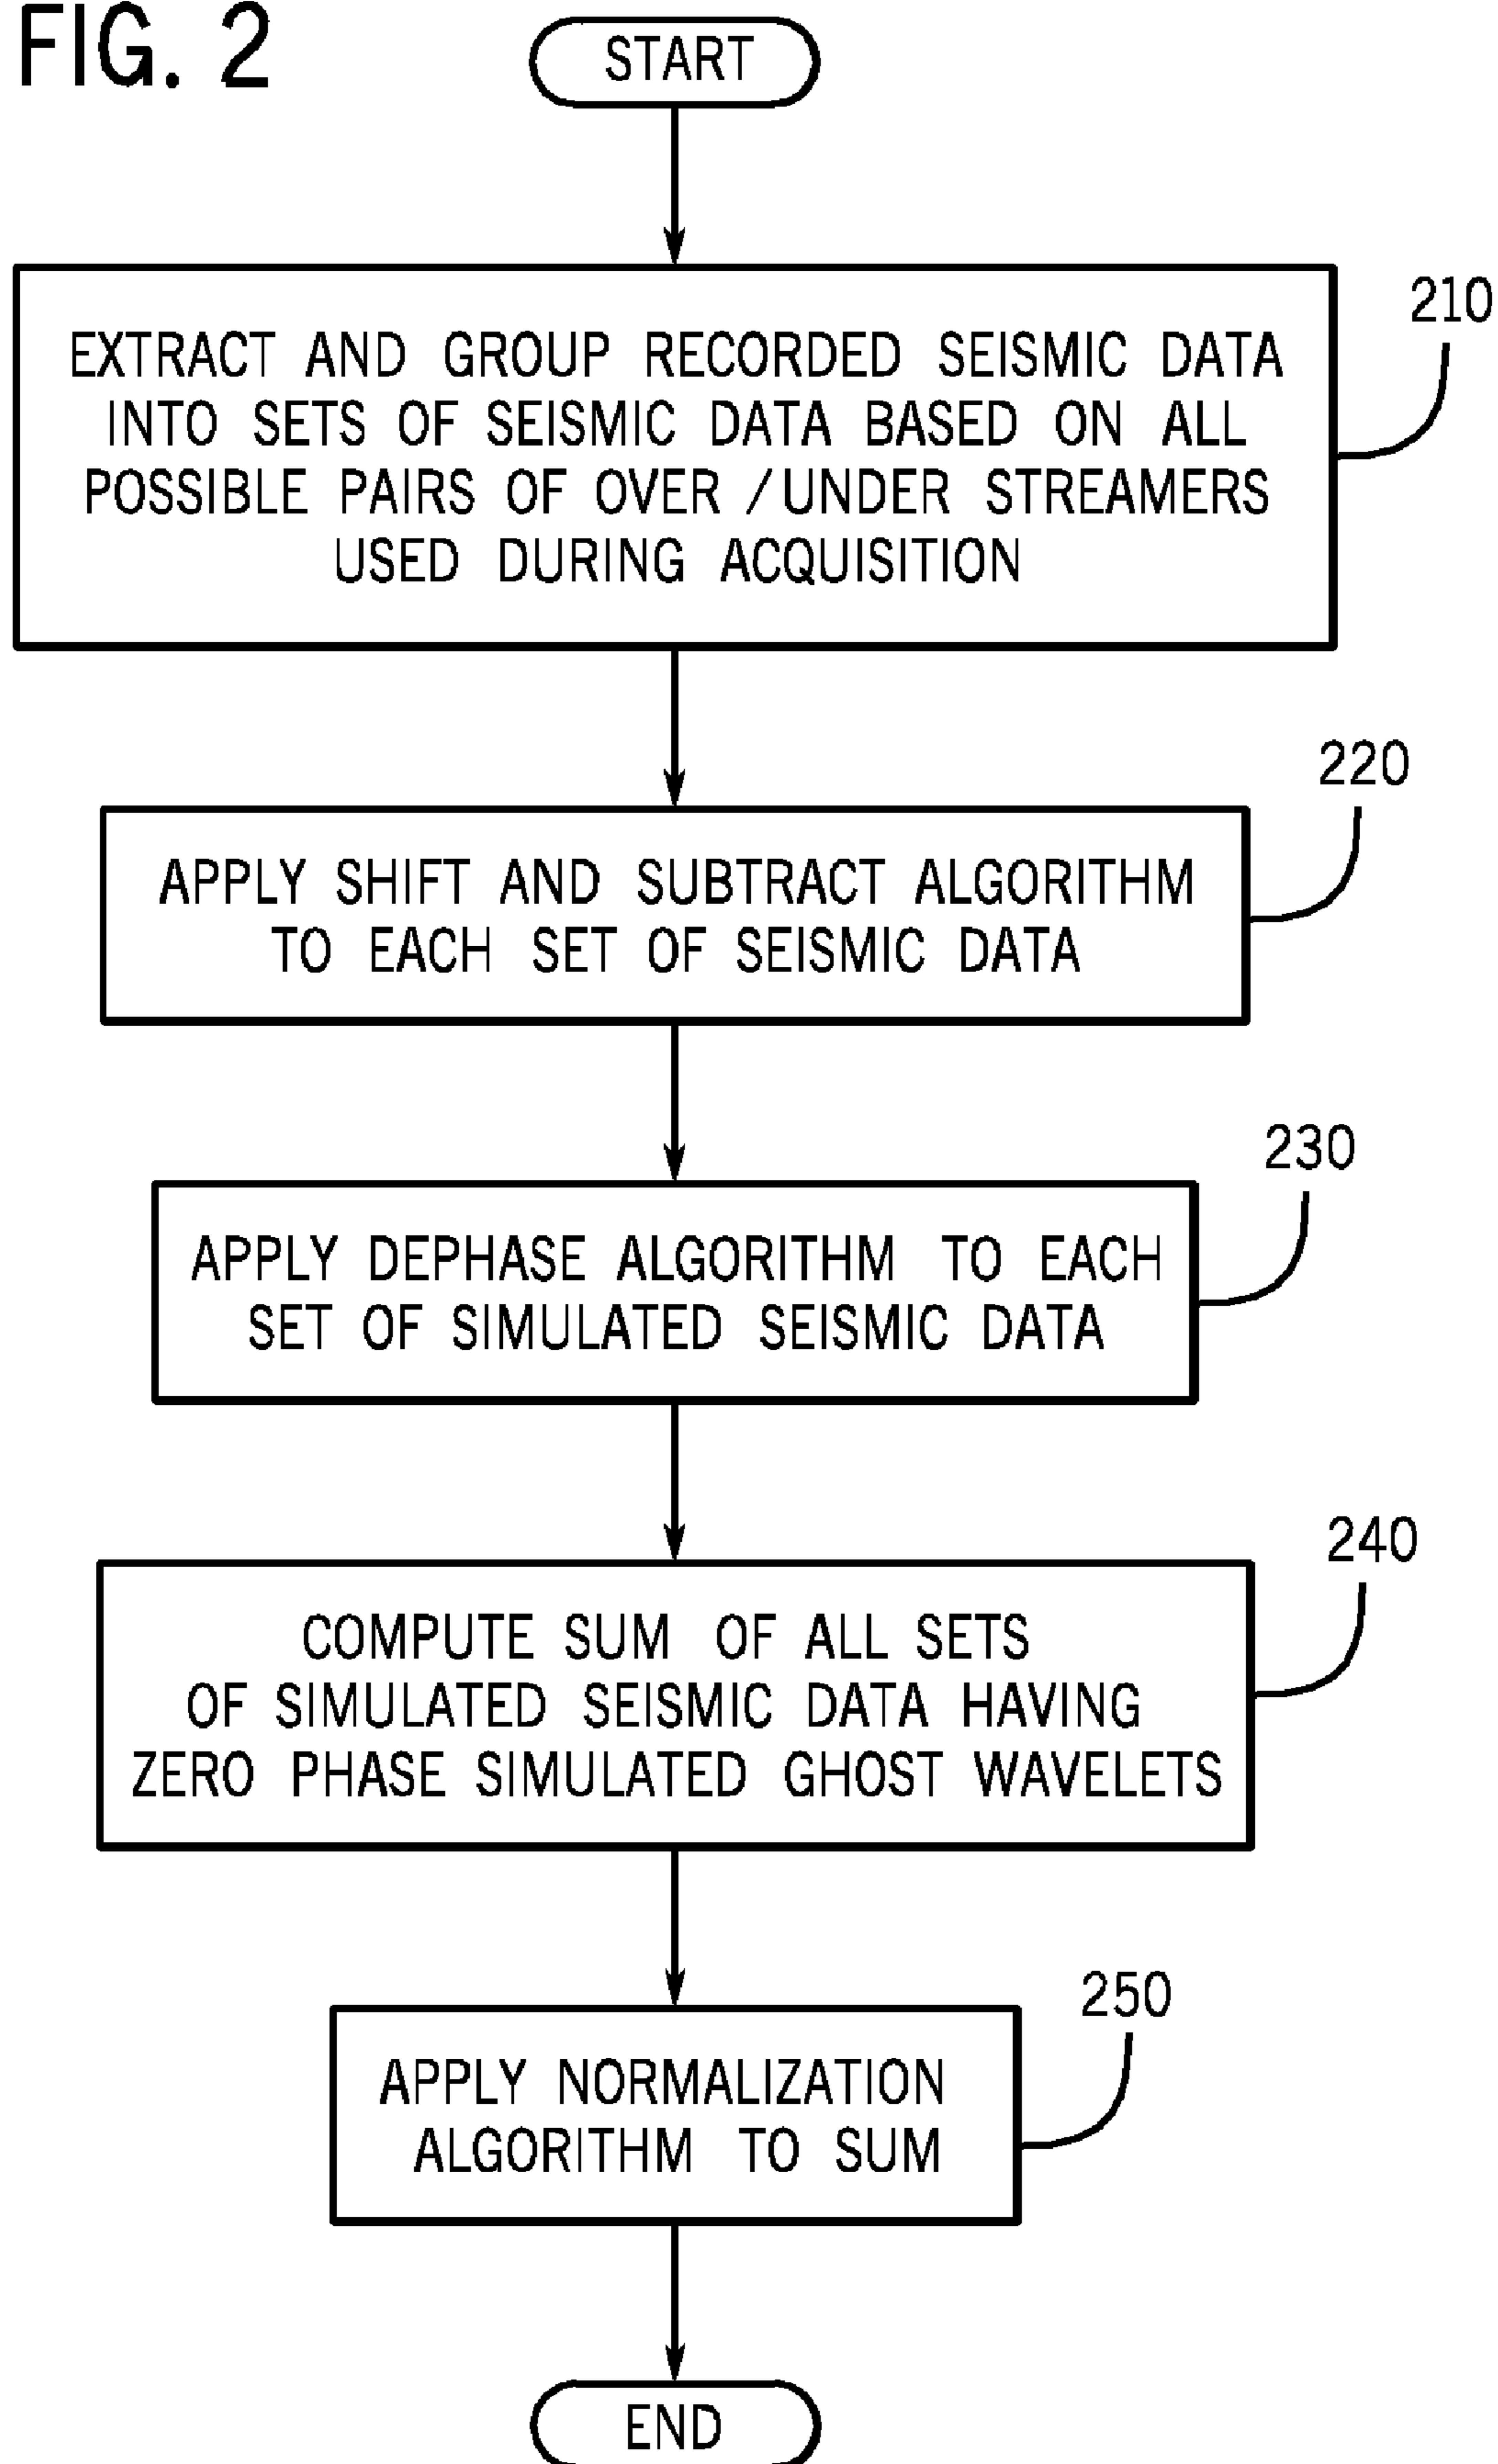 FIG. 2
START
210
EXTRACT AND GROUP RECORDED SEISMIC DATA
INTO SETS OF SEISMIC DATA BASED ON ALL
POSSIBLE PAIRS OF OVER /UNDER STREAMERS
USED DURING ACQUISITION
220
APPLY SHIFT AND SUBTRACT ALGORITHM
TO EACH SET OF SEISMIC DATA
230
APPLY DEPHASE ALGORITHM TO EACH
SET OF SIMULATED SEISMIC DATA
240
COMPUTE SUM OF ALL SETS
OF SIMULATED SEISMIC DATA HAVING
ZERO PHASE SIMULATED GHOST WAVELETS
250
APPLY NORMALIZATION
ALGORITHM TO SUM
END